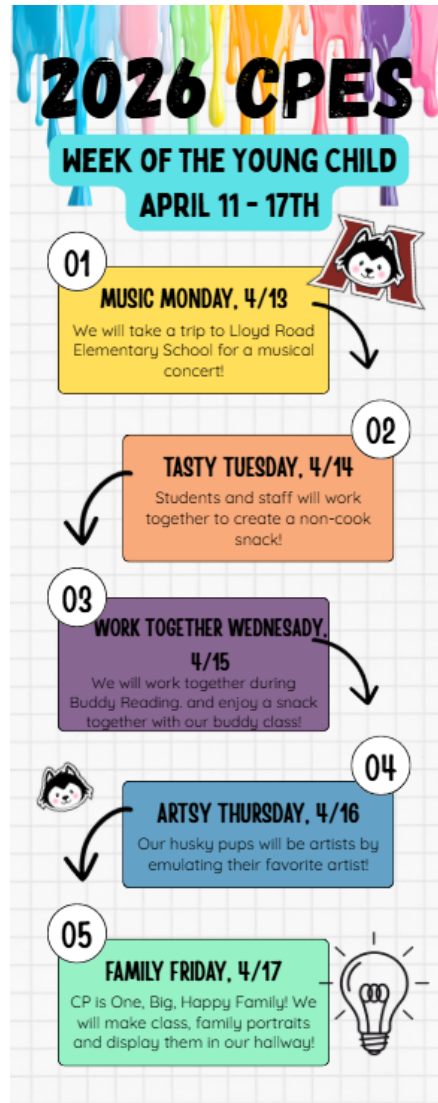 2026 CPES
WEEK OF THE YOUNG CHILD
APRIL 11 - 17TH
M
01
MUSIC MONDAY, 4/13
We will take a trip to Lloyd Road
Elementary School for a musical
concert!
02
TASTY TUESDAY, 4/14
Students and staff will work
together to create a non-cook
snack!
03
WORK TOGETHER WEDNESADY,
4/15
We will work together during
Buddy Reading. and enjoy a snack
together with our buddy class!
04
ARTSY THURSDAY, 4/16
Our husky pups will be artists by
emulating their favorite artist!
05
FAMILY FRIDAY, 4/17
CP is One, Big, Happy Family! We
will make class, family portraits
and display them in our hallway!